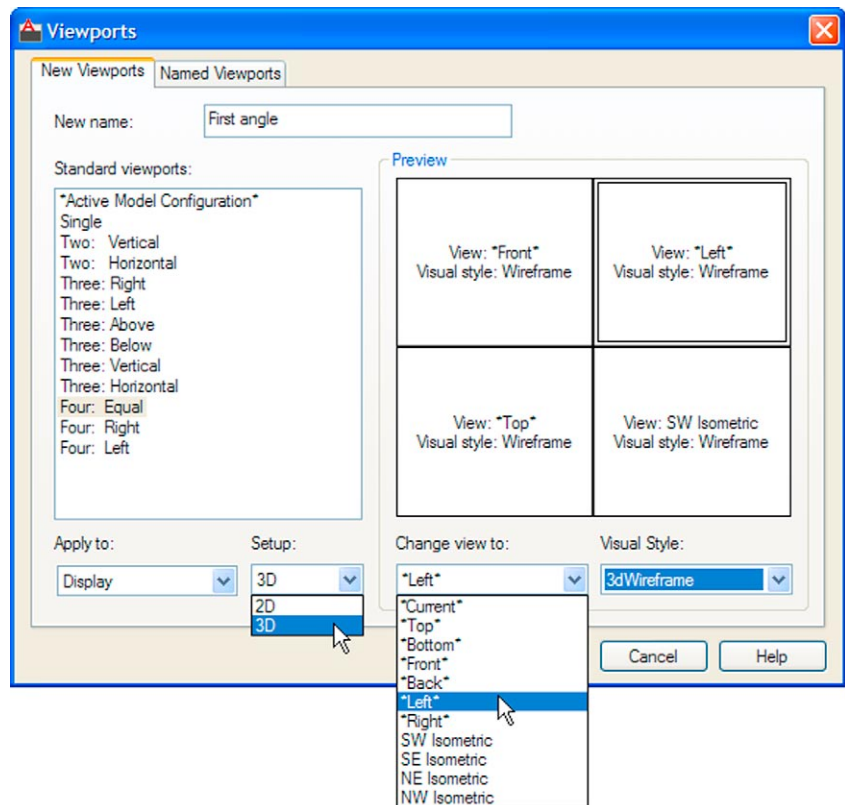 Viewports
New Viewports Named Viewports
New name: First angle
Standard viewports:
*Active Model Configuration*
Single
Two: Vertical
Two: Horizontal
Three: Right
Three: Left
Three: Above
Three: Below
Three: Vertical
Three: Horizontal
Four: Equal
Four: Right
Four: Left
Preview
View: *Front*
Visual style: Wireframe
View: *Left*
Visual style: Wireframe
View: *Top*
Visual style: Wireframe
View: SW Isometric
Visual style: Wireframe
Apply to:
Display
Setup:
3D
2D
3D
Change view to:
*Left*
*Current*
*Top*
*Bottom*
*Front*
*Back*
*Left*
*Right*
SW Isometric
SE Isometric
NE Isometric
NW Isometric
Visual Style:
3dWireframe
Cancel Help